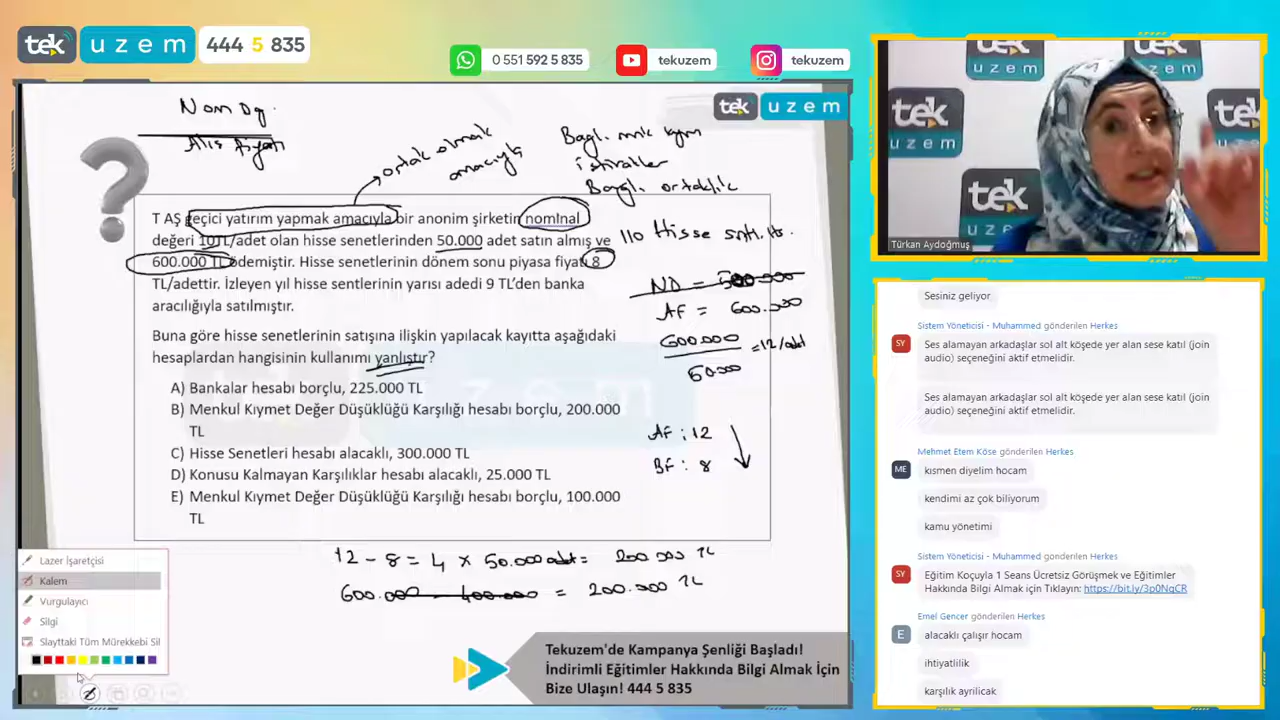 tek uzem 444 5 835
0 551 592 5 835
tekuzem
tekuzem
tek uzem
Nom Dğ.
Alış fiyatı
ortak olmak
amacıyla
Bağlı mnk kym
iştirakler
Bağlı ortaklık
T AŞ geçici yatırım yapmak amacıyla bir anonim şirketin nominal
değeri 10TL/adet olan hisse senetlerinden 50.000 adet satın almış ve
600.000 TL ödemiştir. Hisse senetlerinin dönem sonu piyasa fiyatı 8
TL/adettir. İzleyen yıl hisse sentlerinin yarısı adedi 9 TL’den banka
aracılığıyla satılmıştır.
Buna göre hisse senetlerinin satışına ilişkin yapılacak kayıtta aşağıdaki
hesaplardan hangisinin kullanımı yanlıştır?
A) Bankalar hesabı borçlu, 225.000 TL
B) Menkul Kıymet Değer Düşüklüğü Karşılığı hesabı borçlu, 200.000
TL
C) Hisse Senetleri hesabı alacaklı, 300.000 TL
D) Konusu Kalmayan Karşılıklar hesabı alacaklı, 25.000 TL
E) Menkul Kıymet Değer Düşüklüğü Karşılığı hesabı borçlu, 100.000
TL
110 Hisse
ND = 500.000
AF = 600.000
600.000
50.000
=12/adet
AF : 12
BF : 8
12 - 8 = 4 x 50.000 adet = 200.000 TL
600.000 - 400.000 = 200.000 TL
Lazer İşaretçisi
Kalem
Vurgulayıcı
Silgi
Slayttaki Tüm Mürekkebi Sil
Tekuzem'de Kampanya Şenliği Başladı!
İndirimli Eğitimler Hakkında Bilgi Almak İçin
Bize Ulaşın! 444 5 835
tek uzem
Türkan Aydoğmuş
Sesiniz geliyor
Sistem Yöneticisi - Muhammed gönderilen Herkes
SY
Ses alamayan arkadaşlar sol alt köşede yer alan sese katıl (join
audio) seçeneğini aktif etmelidir.
Ses alamayan arkadaşlar sol alt köşede yer alan sese katıl (join
audio) seçeneğini aktif etmelidir.
Mehmet Etem Köse gönderilen Herkes
ME
kısmen diyelim hocam
kendimi az çok biliyorum
kamu yönetimi
Sistem Yöneticisi - Muhammed gönderilen Herkes
SY
Eğitim Koçuyla 1 Seans Ücretsiz Görüşmek ve Eğitimler
Hakkında Bilgi Almak için Tıklayın: https://bit.ly/3p0NqCR
Emel Gencer gönderilen Herkes
E
alacaklı çalışır hocam
ihtiyatlilik
karşılık ayrilicak